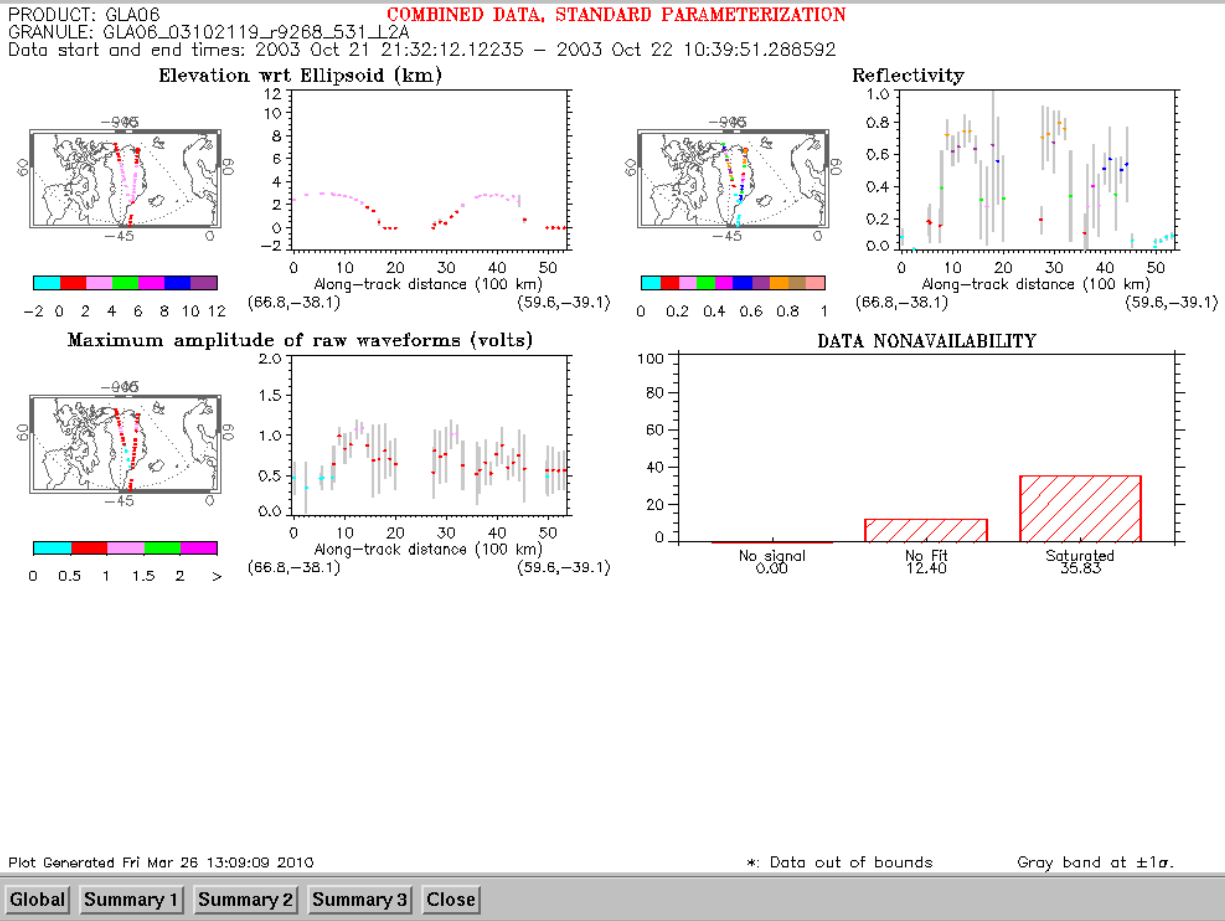 PRODUCT: GLA06
COMBINED DATA, STANDARD PARAMETERIZATION
GRANULE: GLA06_03102119_r9268_531_L2A
Data start and end times: 2003 Oct 21 21:32:12.12235 – 2003 Oct 22 10:39:51.288592
Elevation wrt Ellipsoid (km)
60
60
-45
0
-2 0 2 4 6 8 10 12
12
10
8
6
4
2
0
-2
0 10 20 30 40 50
Along-track distance (100 km)
(66.8,-38.1) (59.6,-39.1)
Reflectivity
60
60
-45
0
0 0.2 0.4 0.6 0.8 1
1.0
0.8
0.6
0.4
0.2
0.0
0 10 20 30 40 50
Along-track distance (100 km)
(66.8,-38.1) (59.6,-39.1)
Maximum amplitude of raw waveforms (volts)
60
60
-45
0
0 0.5 1 1.5 2 >
2.0
1.5
1.0
0.5
0.0
0 10 20 30 40 50
Along-track distance (100 km)
(66.8,-38.1) (59.6,-39.1)
DATA NONAVAILABILITY
100
80
60
40
20
0
No signal No Fit Saturated
0.00 12.40 35.83
Plot Generated Fri Mar 26 13:09:09 2010
*: Data out of bounds
Gray band at ±1σ.
Global Summary 1 Summary 2 Summary 3 Close